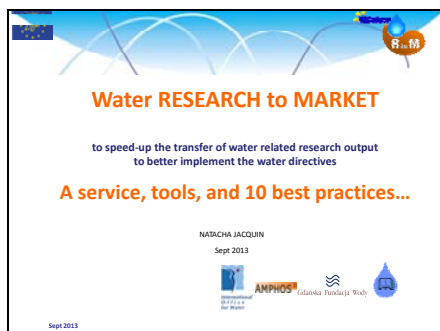 Water
R to M
Water RESEARCH to MARKET
to speed-up the transfer of water related research output
to better implement the water directives
A service, tools, and 10 best practices…
NATACHA JACQUIN
Sept 2013
International
Office
for Water
AMPHOS
Gdańska Fundacja Wody
Sept 2013